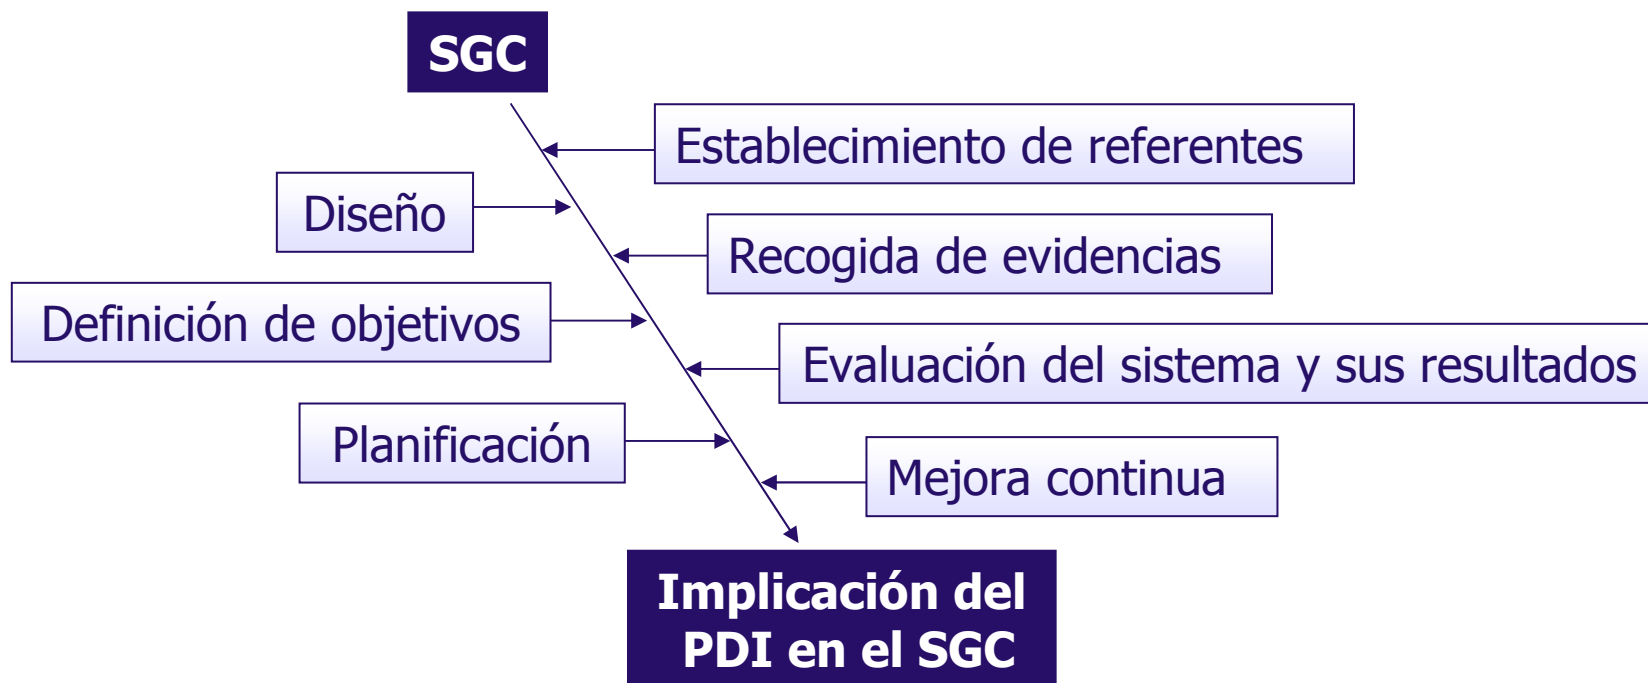 SGC
Establecimiento de referentes
Diseño
Recogida de evidencias
Definición de objetivos
Evaluación del sistema y sus resultados
Planificación
Mejora continua
Implicación del
PDI en el SGC